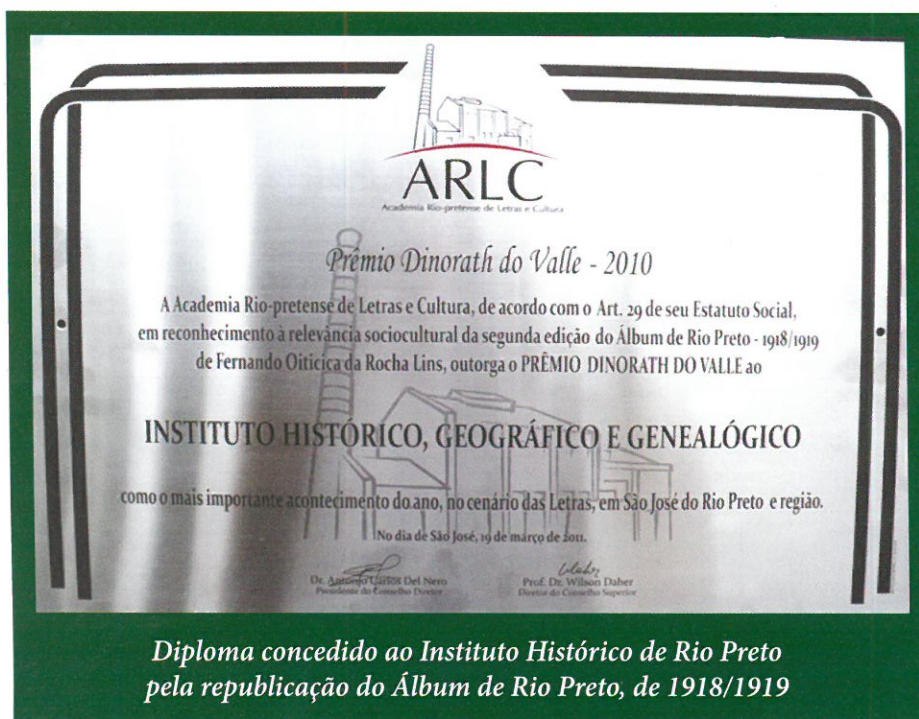 ARLC
Academia Rio-pretense de Letras e Cultura
Prêmio Dinorath do Valle - 2010
A Academia Rio-pretense de Letras e Cultura, de acordo com o Art. 29 de seu Estatuto Social,
em reconhecimento à relevância sociocultural da segunda edição do Álbum de Rio Preto - 1918/1919
de Fernando Oiticica da Rocha Lins, outorga o PRÊMIO DINORATH DO VALLE ao
INSTITUTO HISTÓRICO, GEOGRÁFICO E GENEALÓGICO
como o mais importante acontecimento do ano, no cenário das Letras, em São José do Rio Preto e região.
No dia de São José, 19 de março de 2011.
Dr. Antonio Carlos Del Nero
Presidente do Conselho Diretor
Prof. Dr. Wilson Daher
Diretor do Conselho Superior
Diploma concedido ao Instituto Histórico de Rio Preto
pela republicação do Álbum de Rio Preto, de 1918/1919